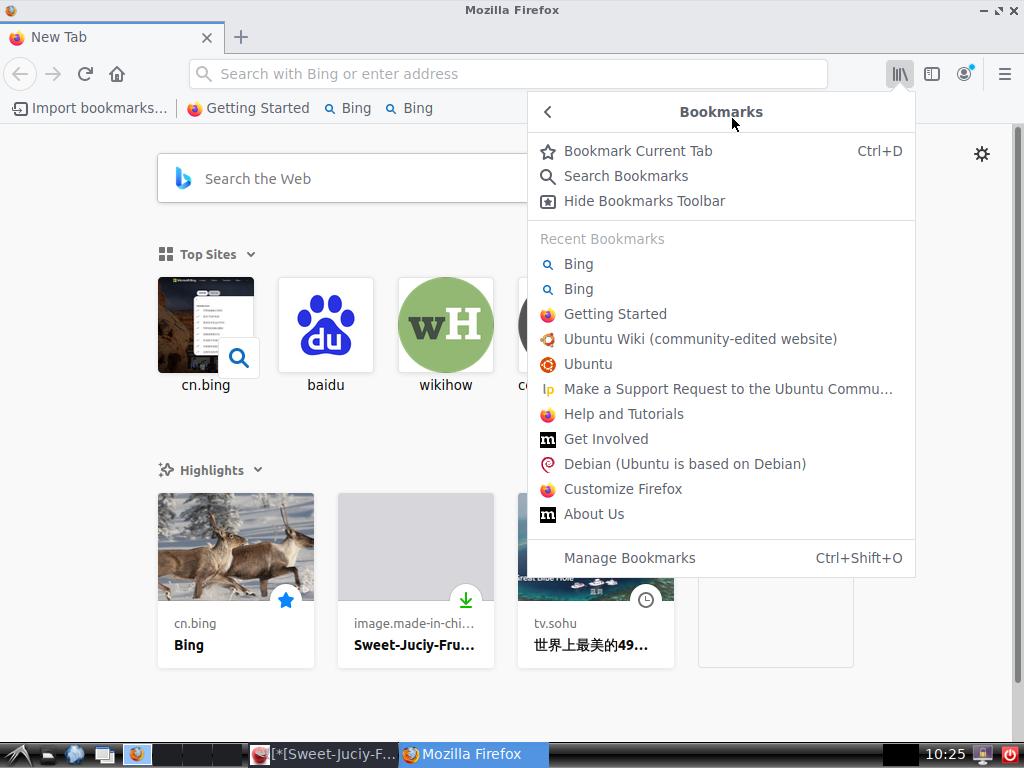 Mozilla Firefox
New Tab
Search with Bing or enter address
Import bookmarks...
Getting Started
Bing
Bing
Bookmarks
Bookmark Current Tab Ctrl+D
Search Bookmarks
Hide Bookmarks Toolbar
Recent Bookmarks
Bing
Bing
Getting Started
Ubuntu Wiki (community-edited website)
Ubuntu
Make a Support Request to the Ubuntu Commu...
Help and Tutorials
Get Involved
Debian (Ubuntu is based on Debian)
Customize Firefox
About Us
Manage Bookmarks Ctrl+Shift+O
Search the Web
Top Sites
du
wH
cn.bing
baidu
wikihow
Highlights
cn.bing
Bing
image.made-in-chi...
Sweet-Juciy-Fru...
tv.sohu
世界上最美的49...
[*[Sweet-Juciy-F...
Mozilla Firefox
10:25